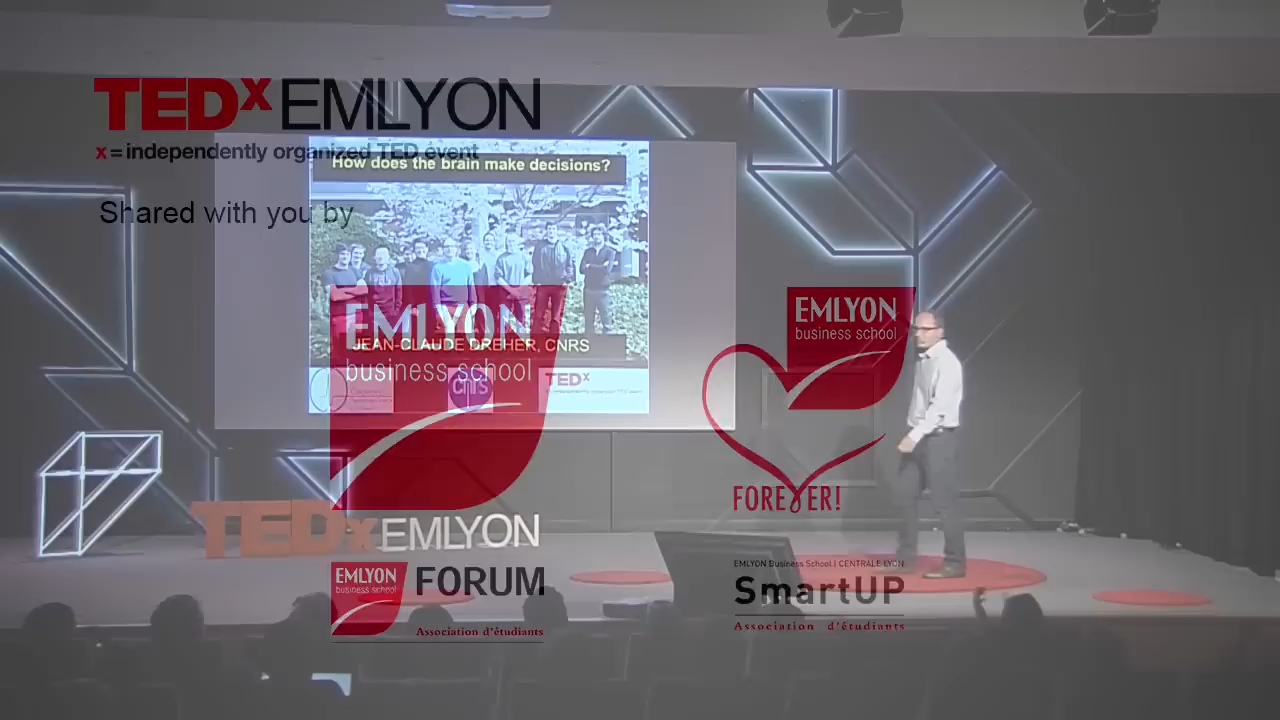 TEDx EMLYON
x = independently organized TED event
How does the brain make decisions?
Shared with you by
EMLYON
business school
JEAN-CLAUDE DREHER, CNRS
cnrs
TEDx
EMLYON
business school
FOREVER!
TEDx EMLYON
EMLYON
business school
FORUM
Association d'étudiants
EMLYON Business School | CENTRALE LYON
SmartUP
Association d'étudiants